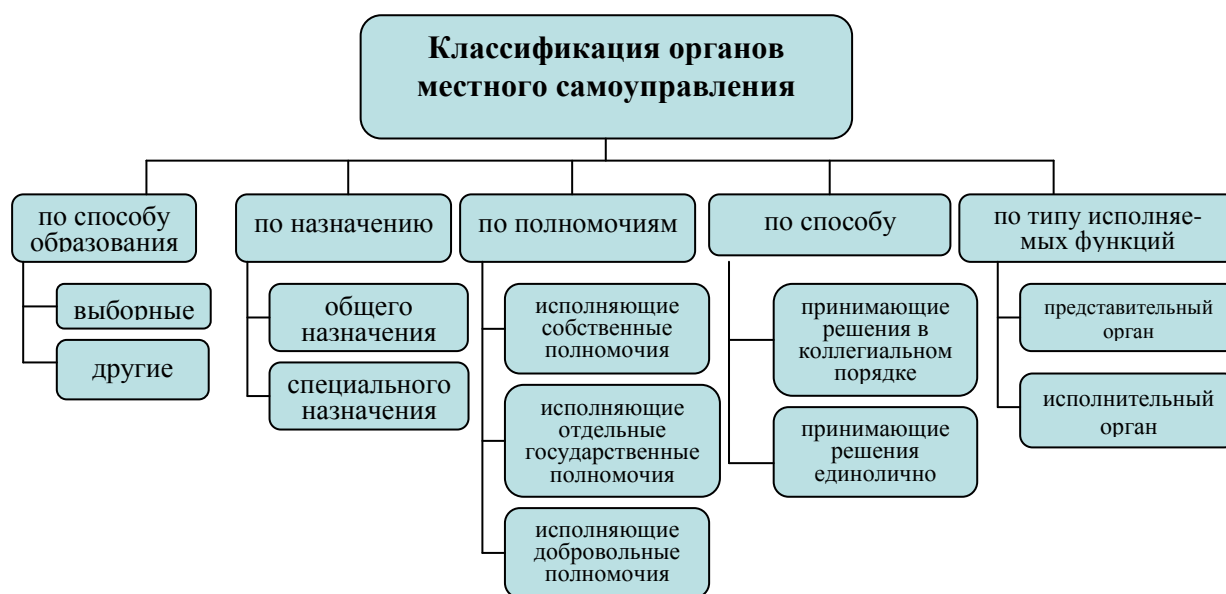 Классификация органов
местного самоуправления
по способу
образования
выборные
другие
по назначению
общего
назначения
специального
назначения
по полномочиям
исполняющие
собственные
полномочия
исполняющие
отдельные
государственные
полномочия
исполняющие
добровольные
полномочия
по способу
принимающие
решения в
коллегиальном
порядке
принимающие
решения
единолично
по типу исполняе-
мых функций
представительный
орган
исполнительный
орган